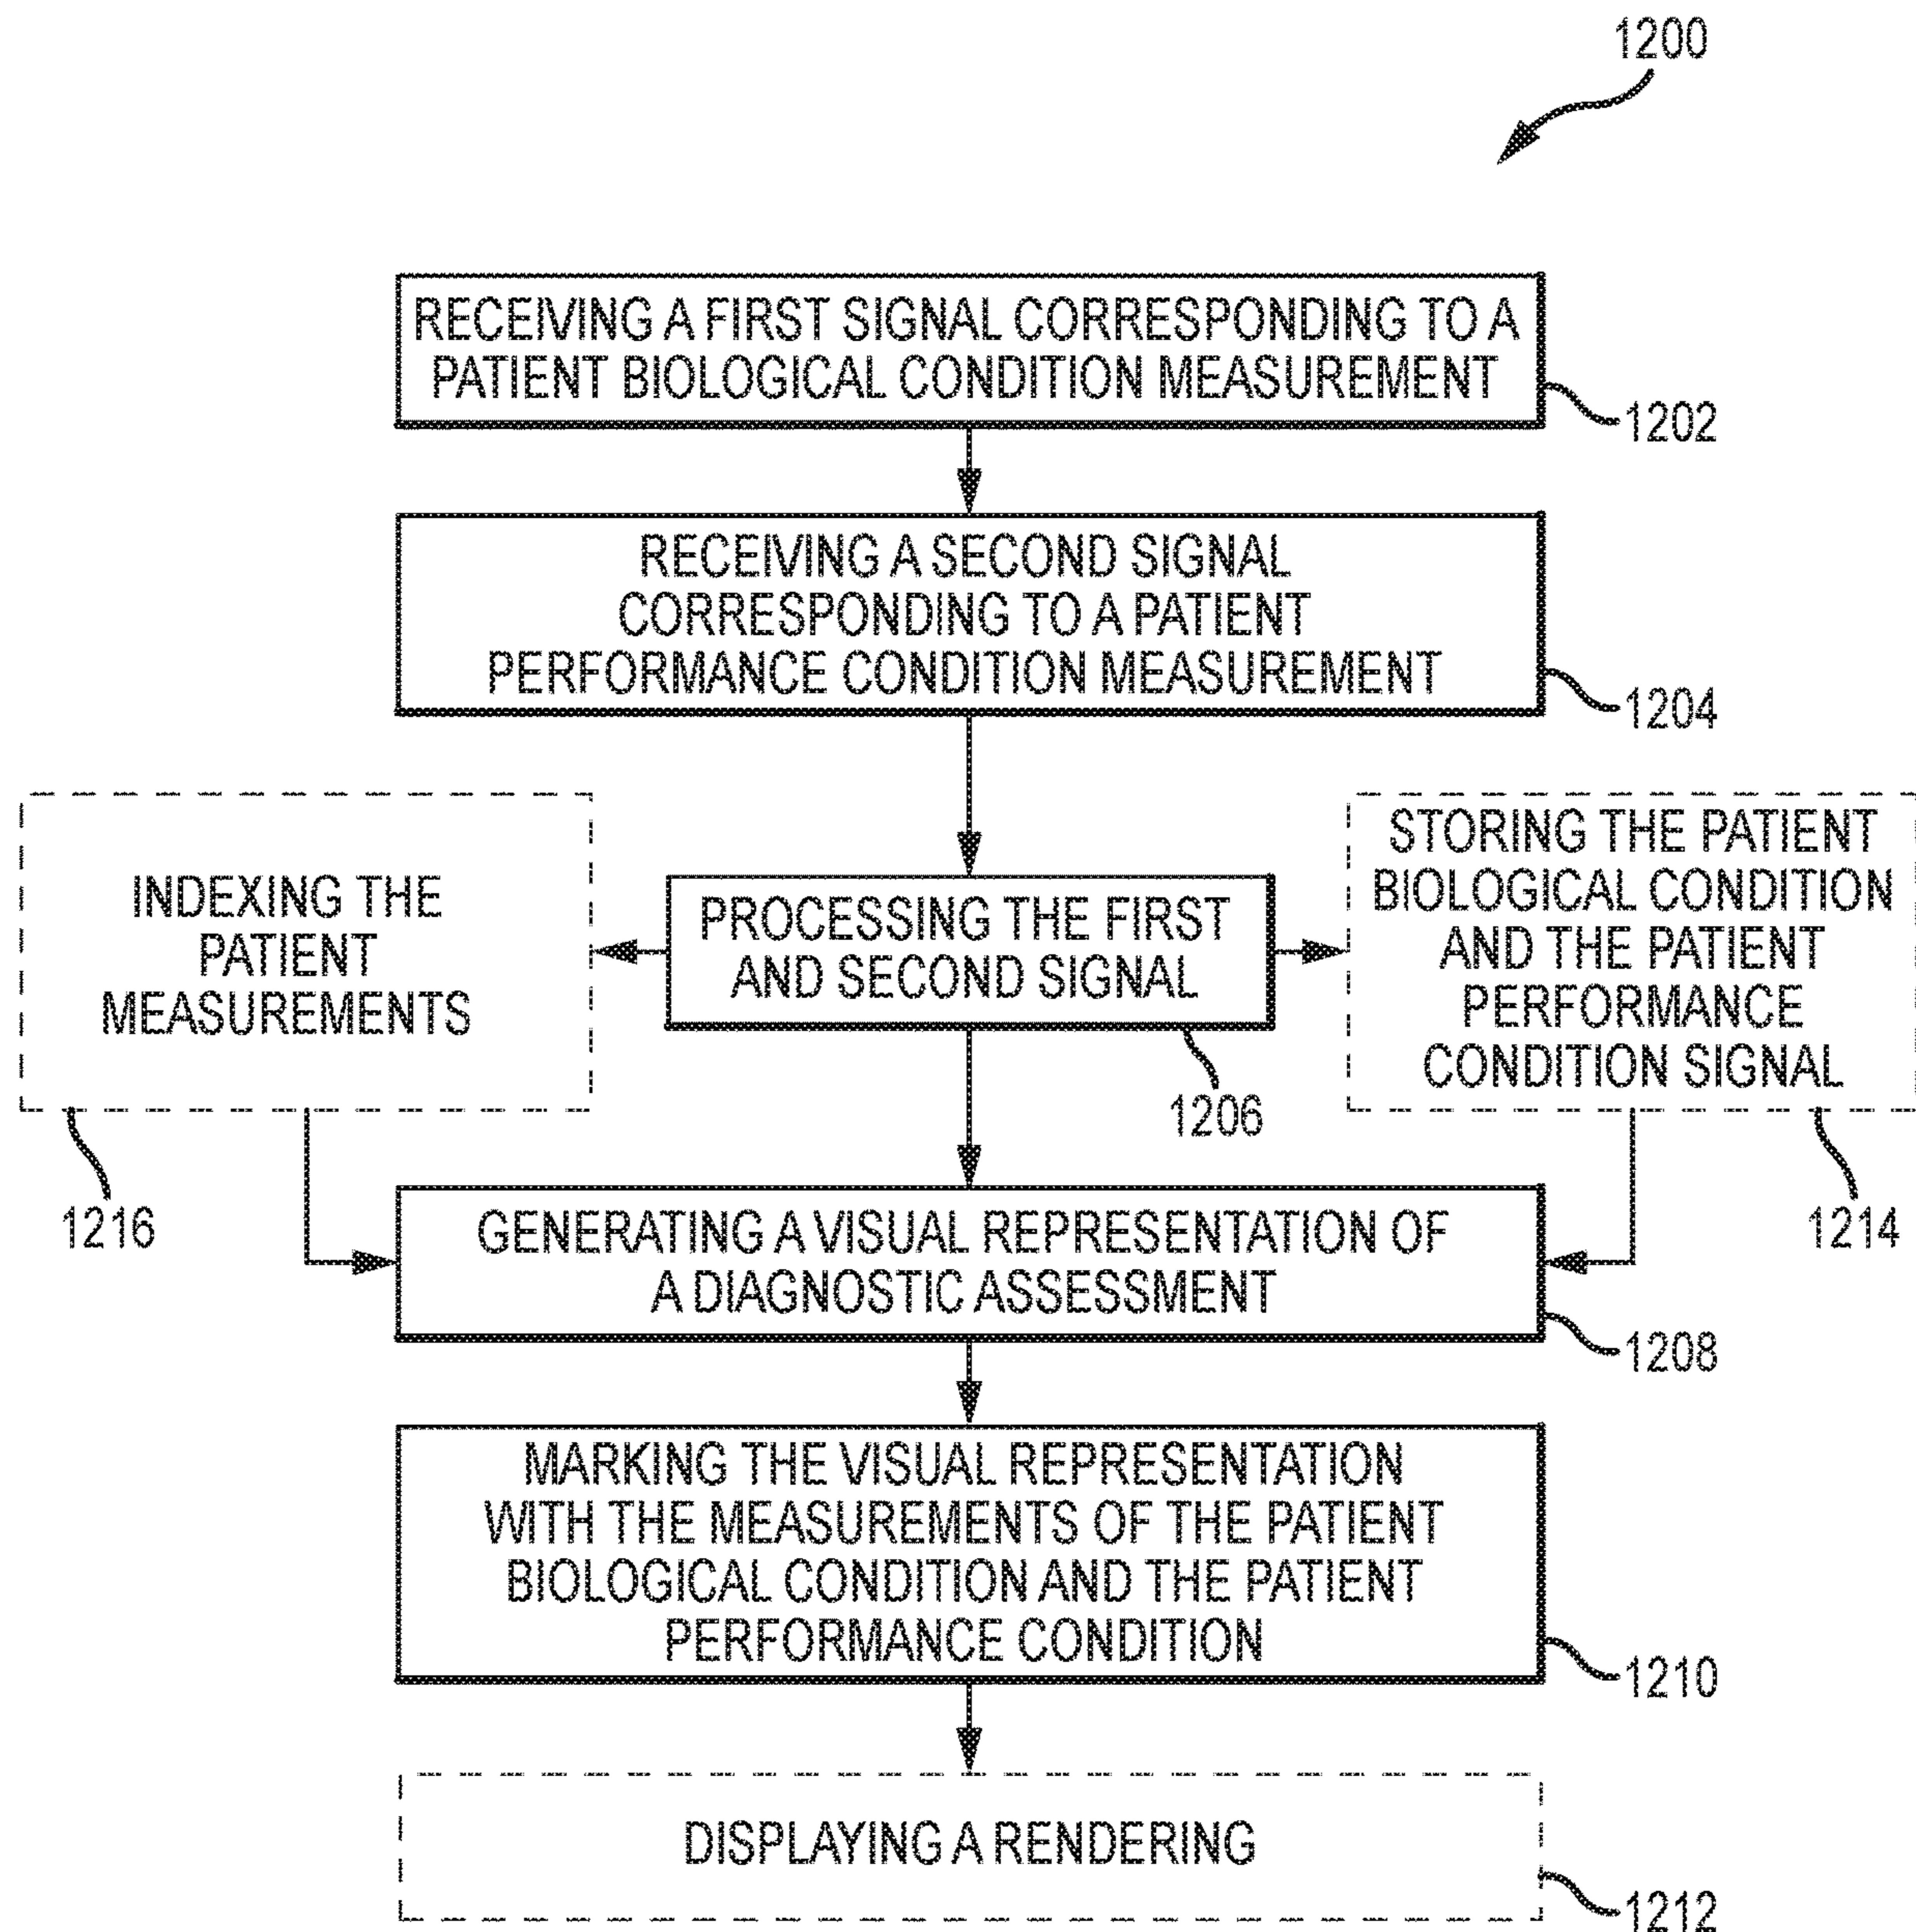 1200
RECEIVING A FIRST SIGNAL CORRESPONDING TO A
PATIENT BIOLOGICAL CONDITION MEASUREMENT
1202
RECEIVING A SECOND SIGNAL
CORRESPONDING TO A PATIENT
PERFORMANCE CONDITION MEASUREMENT
1204
INDEXING THE
PATIENT
MEASUREMENTS
1216
PROCESSING THE FIRST
AND SECOND SIGNAL
1206
STORING THE PATIENT
BIOLOGICAL CONDITION
AND THE PATIENT
PERFORMANCE
CONDITION SIGNAL
1214
GENERATING A VISUAL REPRESENTATION OF
A DIAGNOSTIC ASSESSMENT
1208
MARKING THE VISUAL REPRESENTATION
WITH THE MEASUREMENTS OF THE PATIENT
BIOLOGICAL CONDITION AND THE PATIENT
PERFORMANCE CONDITION
1210
DISPLAYING A RENDERING
1212